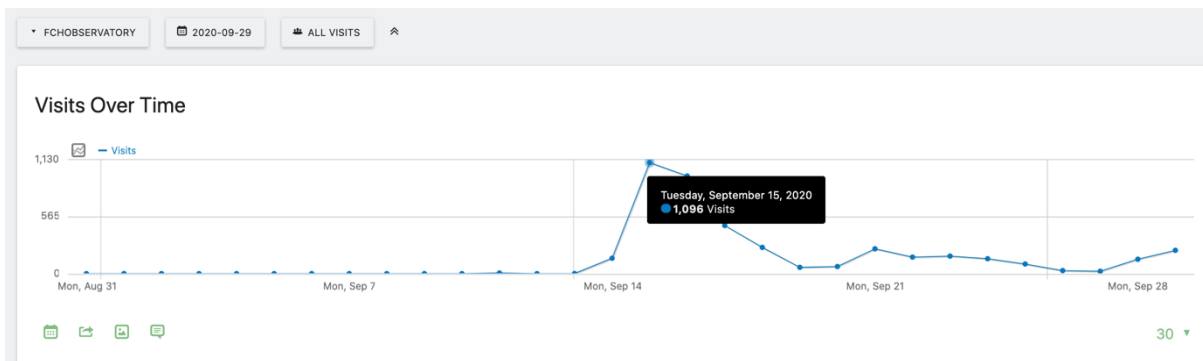 FCHOBSERVATORY 2020-09-29 ALL VISITS
Visits Over Time
Visits
1,130
Tuesday, September 15, 2020
1,096 Visits
565
0
Mon, Aug 31 Mon, Sep 7 Mon, Sep 14 Mon, Sep 21 Mon, Sep 28
30